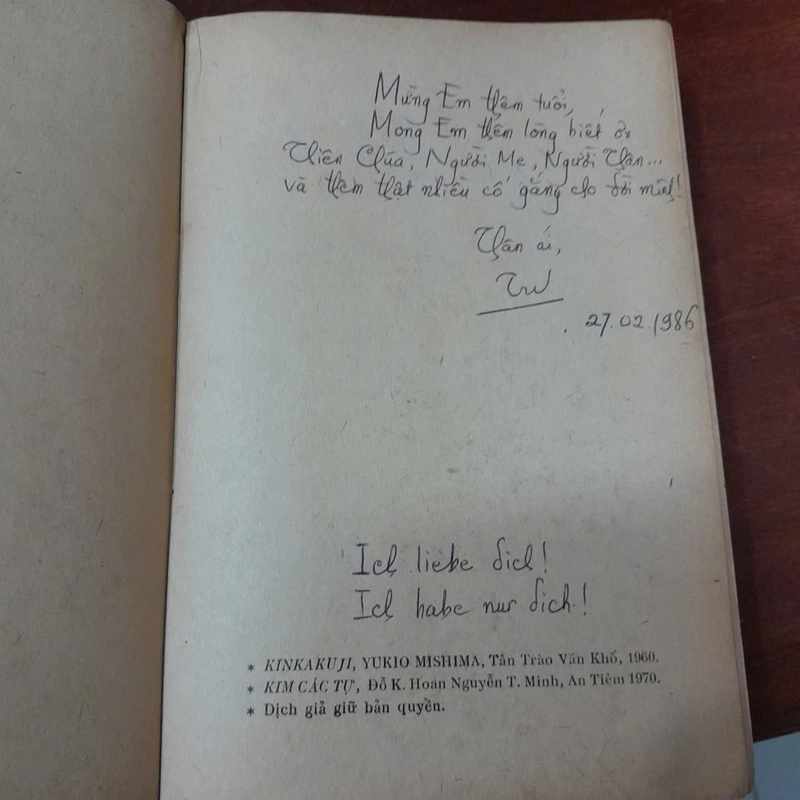 Mừng Em thêm tuổi,
Mong Em thêm lòng biết ơn
Thiên Chúa, Người Mẹ, Người Thân...
và thêm thật nhiều cố gắng cho đời mình!
Thân ái,
27.02.1986
Ich liebe dich!
Ich habe nur dich!
* KINKAKUJI, YUKIO MISHIMA, Tân Trào Văn Khố, 1960.
* KIM CÁC TỰ, Đỗ K. Hoan Nguyễn T. Minh, An Tiêm 1970.
* Dịch giả giữ bản quyền.